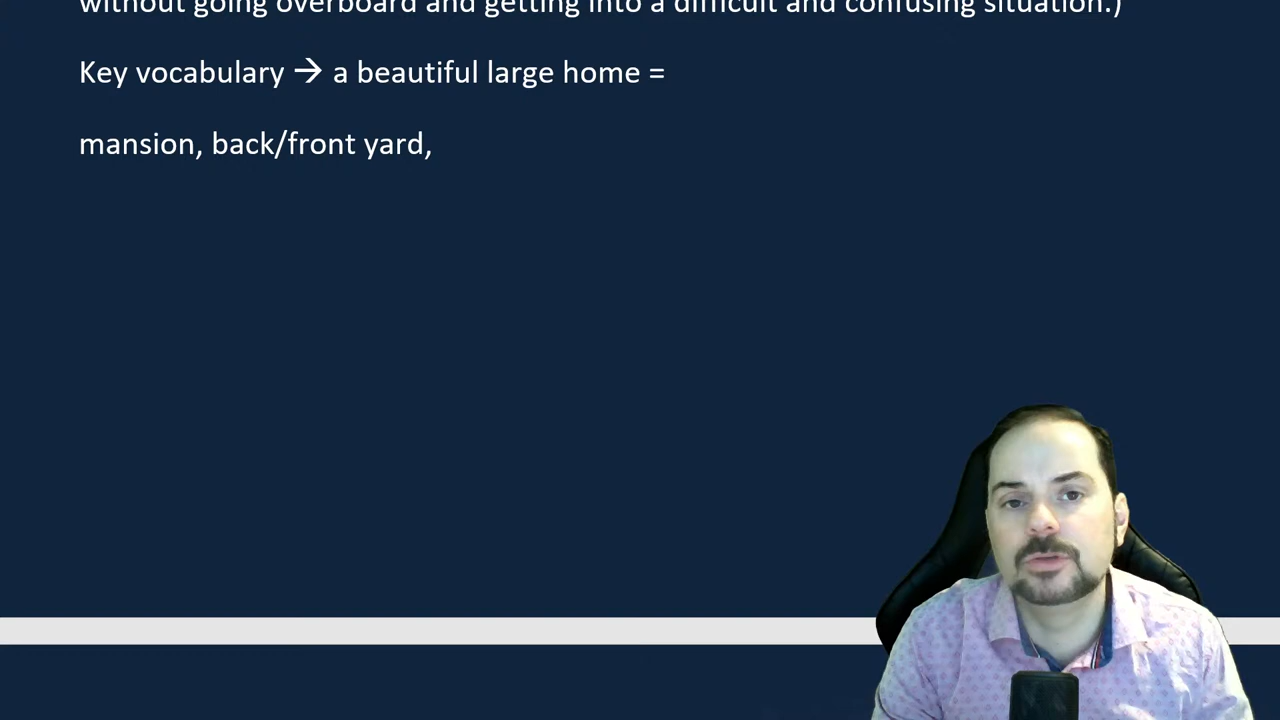 without going overboard and getting into a difficult and confusing situation.)
Key vocabulary → a beautiful large home =
mansion, back/front yard,